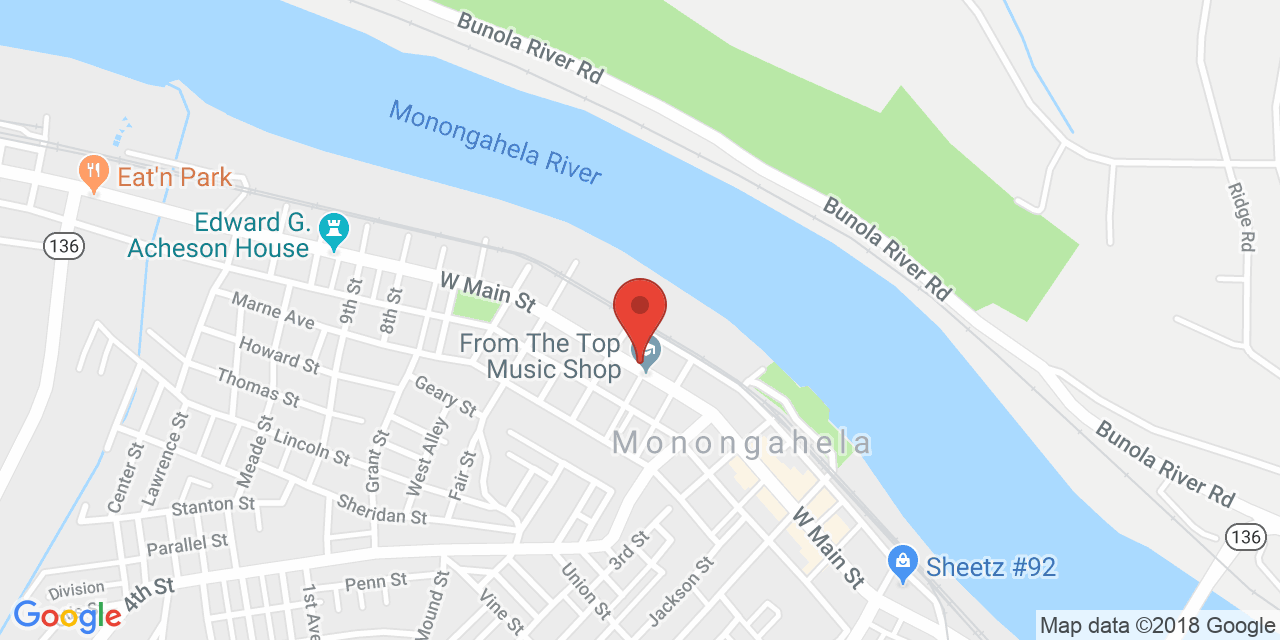 Bunola River Rd
Monongahela River
Eat'n Park
Ridge Rd
Bunola River Rd
Edward G.
Acheson House
136
W Main St
9th St
8th St
Marne Ave
From The Top
Music Shop
Howard St
Thomas St
Geary St
Monongahela
Lincoln St
Meade St
Lawrence St
Center St
Grant St
West Alley
Fair St
Bunola River Rd
Stanton St
Sheridan St
W Main St
136
Parallel St
3rd St
Sheetz #92
Division
4th St
1st Ave
Penn St
Mound St
Vine St
Union St
Jackson St
Google
Map data ©2018 Google